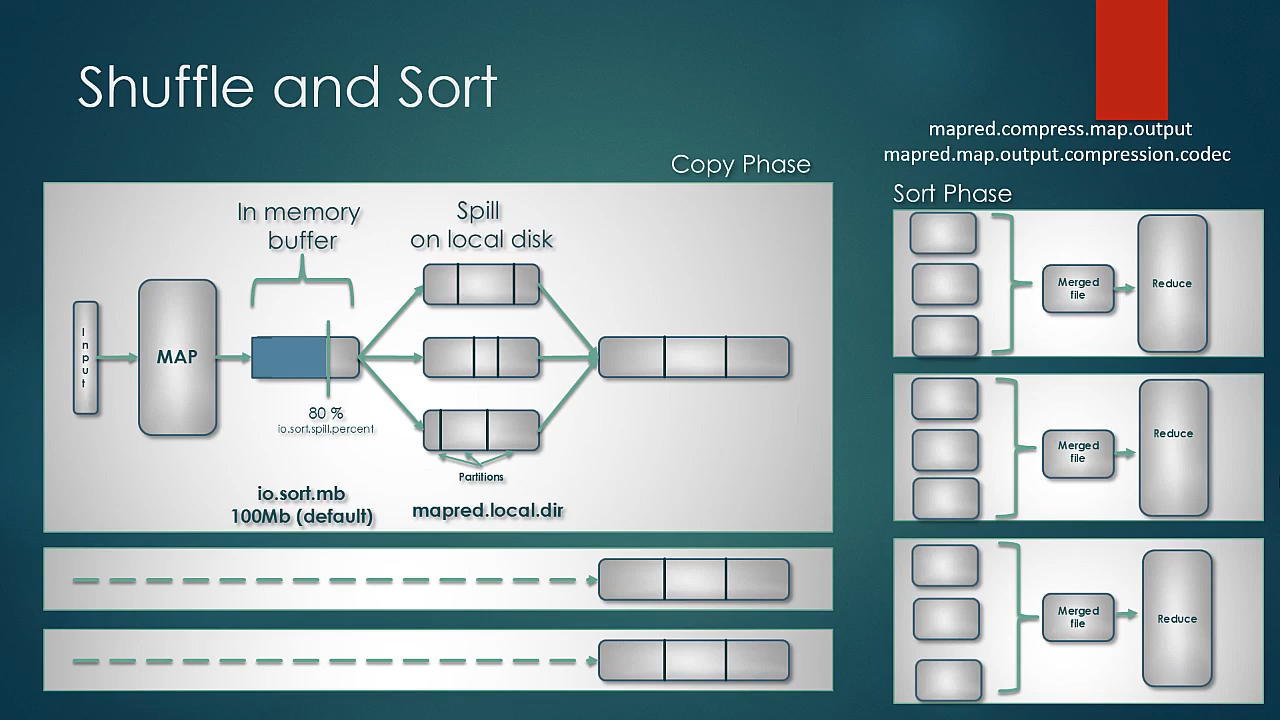 Shuffle and Sort
mapred.compress.map.output
mapred.map.output.compression.codec
Copy Phase
In memory
buffer
Spill
on local disk
Input
MAP
80 %
io.sort.spill.percent
Partitions
io.sort.mb
100Mb (default)
mapred.local.dir
Sort Phase
Merged
file
Reduce
Merged
file
Reduce
Merged
file
Reduce